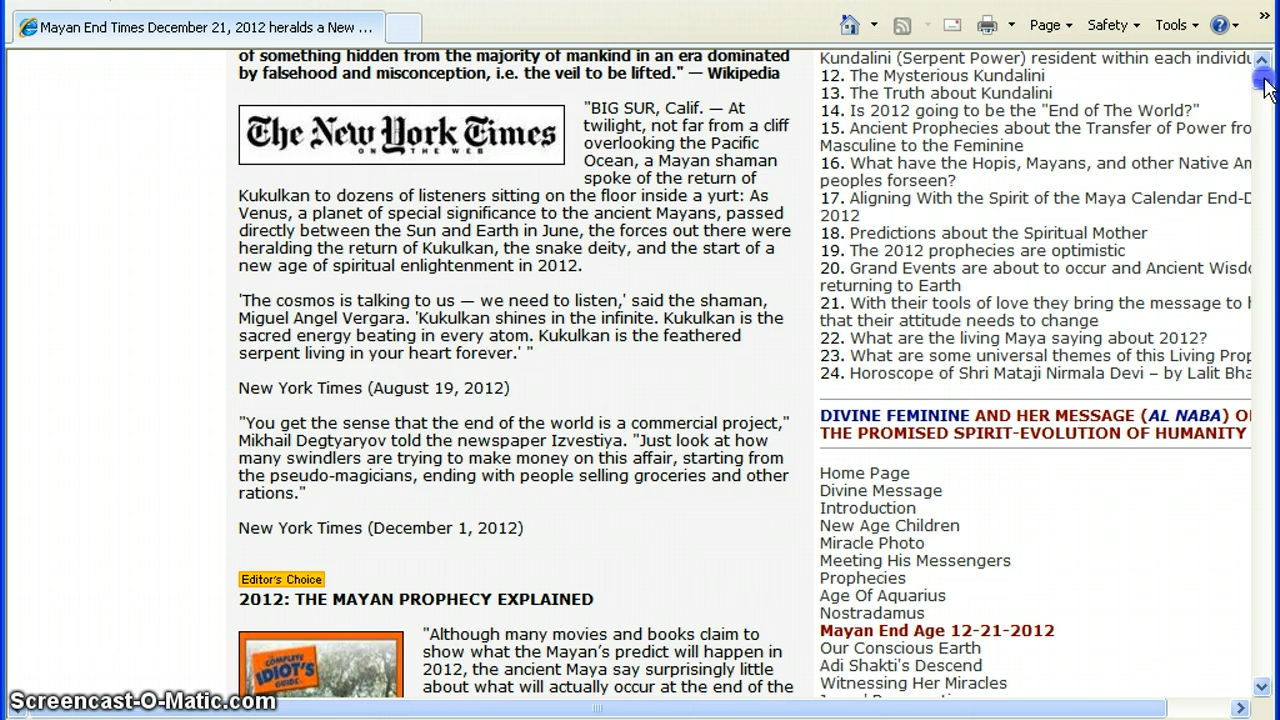 Mayan End Times December 21, 2012 heralds a New ...
Page
Safety
Tools
of something hidden from the majority of mankind in an era dominated
by falsehood and misconception, i.e. the veil to be lifted." — Wikipedia
The New York Times
ON THE WEB
"BIG SUR, Calif. — At
twilight, not far from a cliff
overlooking the Pacific
Ocean, a Mayan shaman
spoke of the return of
Kukulkan to dozens of listeners sitting on the floor inside a yurt: As
Venus, a planet of special significance to the ancient Mayans, passed
directly between the Sun and Earth in June, the forces out there were
heralding the return of Kukulkan, the snake deity, and the start of a
new age of spiritual enlightenment in 2012.
'The cosmos is talking to us — we need to listen,' said the shaman,
Miguel Angel Vergara. 'Kukulkan shines in the infinite. Kukulkan is the
sacred energy beating in every atom. Kukulkan is the feathered
serpent living in your heart forever.' "
New York Times (August 19, 2012)
"You get the sense that the end of the world is a commercial project,"
Mikhail Degtyaryov told the newspaper Izvestiya. "Just look at how
many swindlers are trying to make money on this affair, starting from
the pseudo-magicians, ending with people selling groceries and other
rations."
New York Times (December 1, 2012)
Editor's Choice
2012: THE MAYAN PROPHECY EXPLAINED
COMPLETE
IDIOT'S
GUIDE
"Although many movies and books claim to
show what the Mayan's predict will happen in
2012, the ancient Maya say surprisingly little
about what will actually occur at the end of the
Kundalini (Serpent Power) resident within each individu
12. The Mysterious Kundalini
13. The Truth about Kundalini
14. Is 2012 going to be the "End of The World?"
15. Ancient Prophecies about the Transfer of Power fro
Masculine to the Feminine
16. What have the Hopis, Mayans, and other Native Am
peoples forseen?
17. Aligning With the Spirit of the Maya Calendar End-D
2012
18. Predictions about the Spiritual Mother
19. The 2012 prophecies are optimistic
20. Grand Events are about to occur and Ancient Wisdo
returning to Earth
21. With their tools of love they bring the message to h
that their attitude needs to change
22. What are the living Maya saying about 2012?
23. What are some universal themes of this Living Prop
24. Horoscope of Shri Mataji Nirmala Devi – by Lalit Bha
DIVINE FEMININE AND HER MESSAGE (AL NABA) O
THE PROMISED SPIRIT-EVOLUTION OF HUMANITY
Home Page
Divine Message
Introduction
New Age Children
Miracle Photo
Meeting His Messengers
Prophecies
Age Of Aquarius
Nostradamus
Mayan End Age 12-21-2012
Our Conscious Earth
Adi Shakti's Descend
Witnessing Her Miracles
Screencast-O-Matic.com